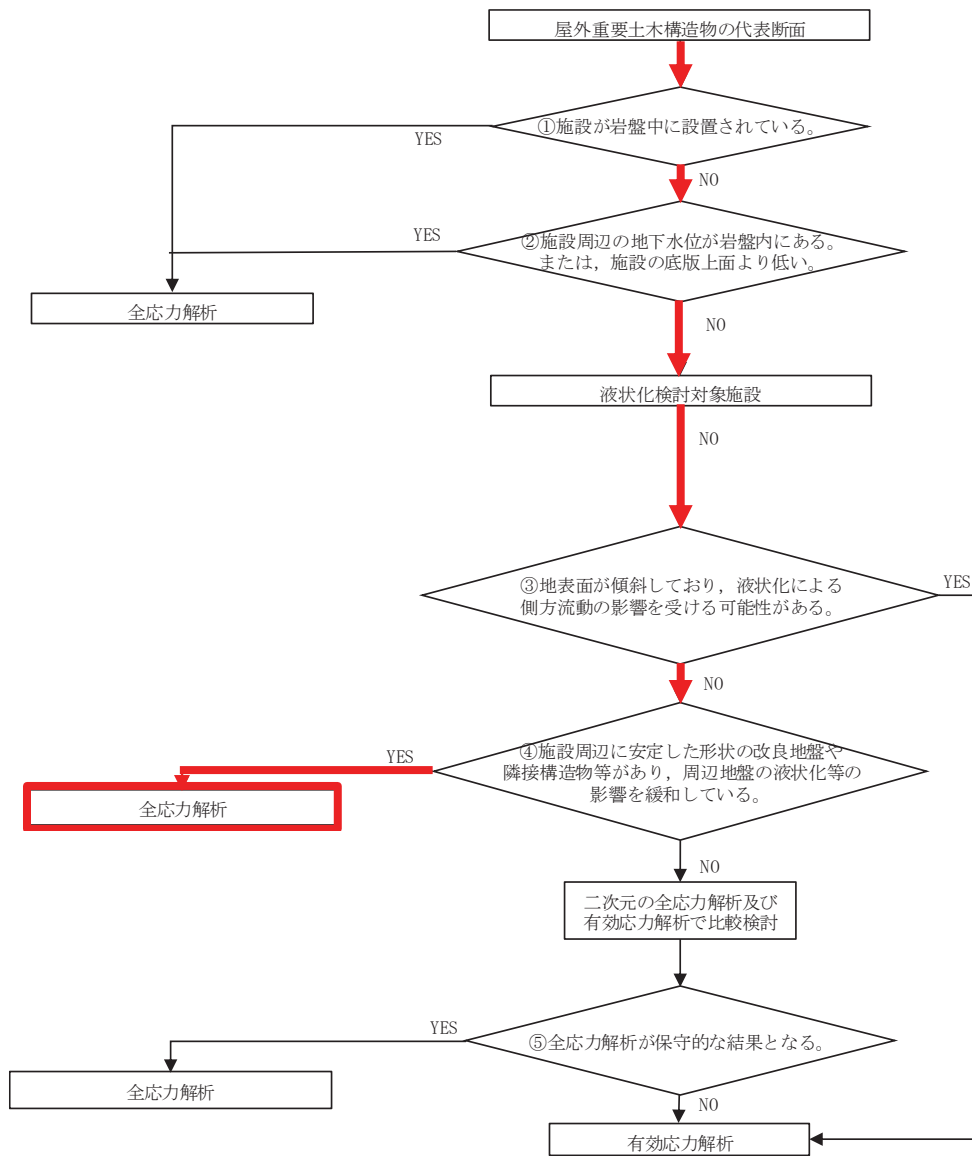 屋外重要土木構造物の代表断面
①施設が岩盤中に設置されている。
YES
NO
②施設周辺の地下水位が岩盤内にある。
または，施設の底版上面より低い。
YES
全応力解析
NO
液状化検討対象施設
NO
③地表面が傾斜しており，液状化による
側方流動の影響を受ける可能性がある。
YES
NO
④施設周辺に安定した形状の改良地盤や
隣接構造物等があり，周辺地盤の液状化等の
影響を緩和している。
YES
全応力解析
NO
二次元の全応力解析及び
有効応力解析で比較検討
YES
⑤全応力解析が保守的な結果となる。
全応力解析
NO
有効応力解析